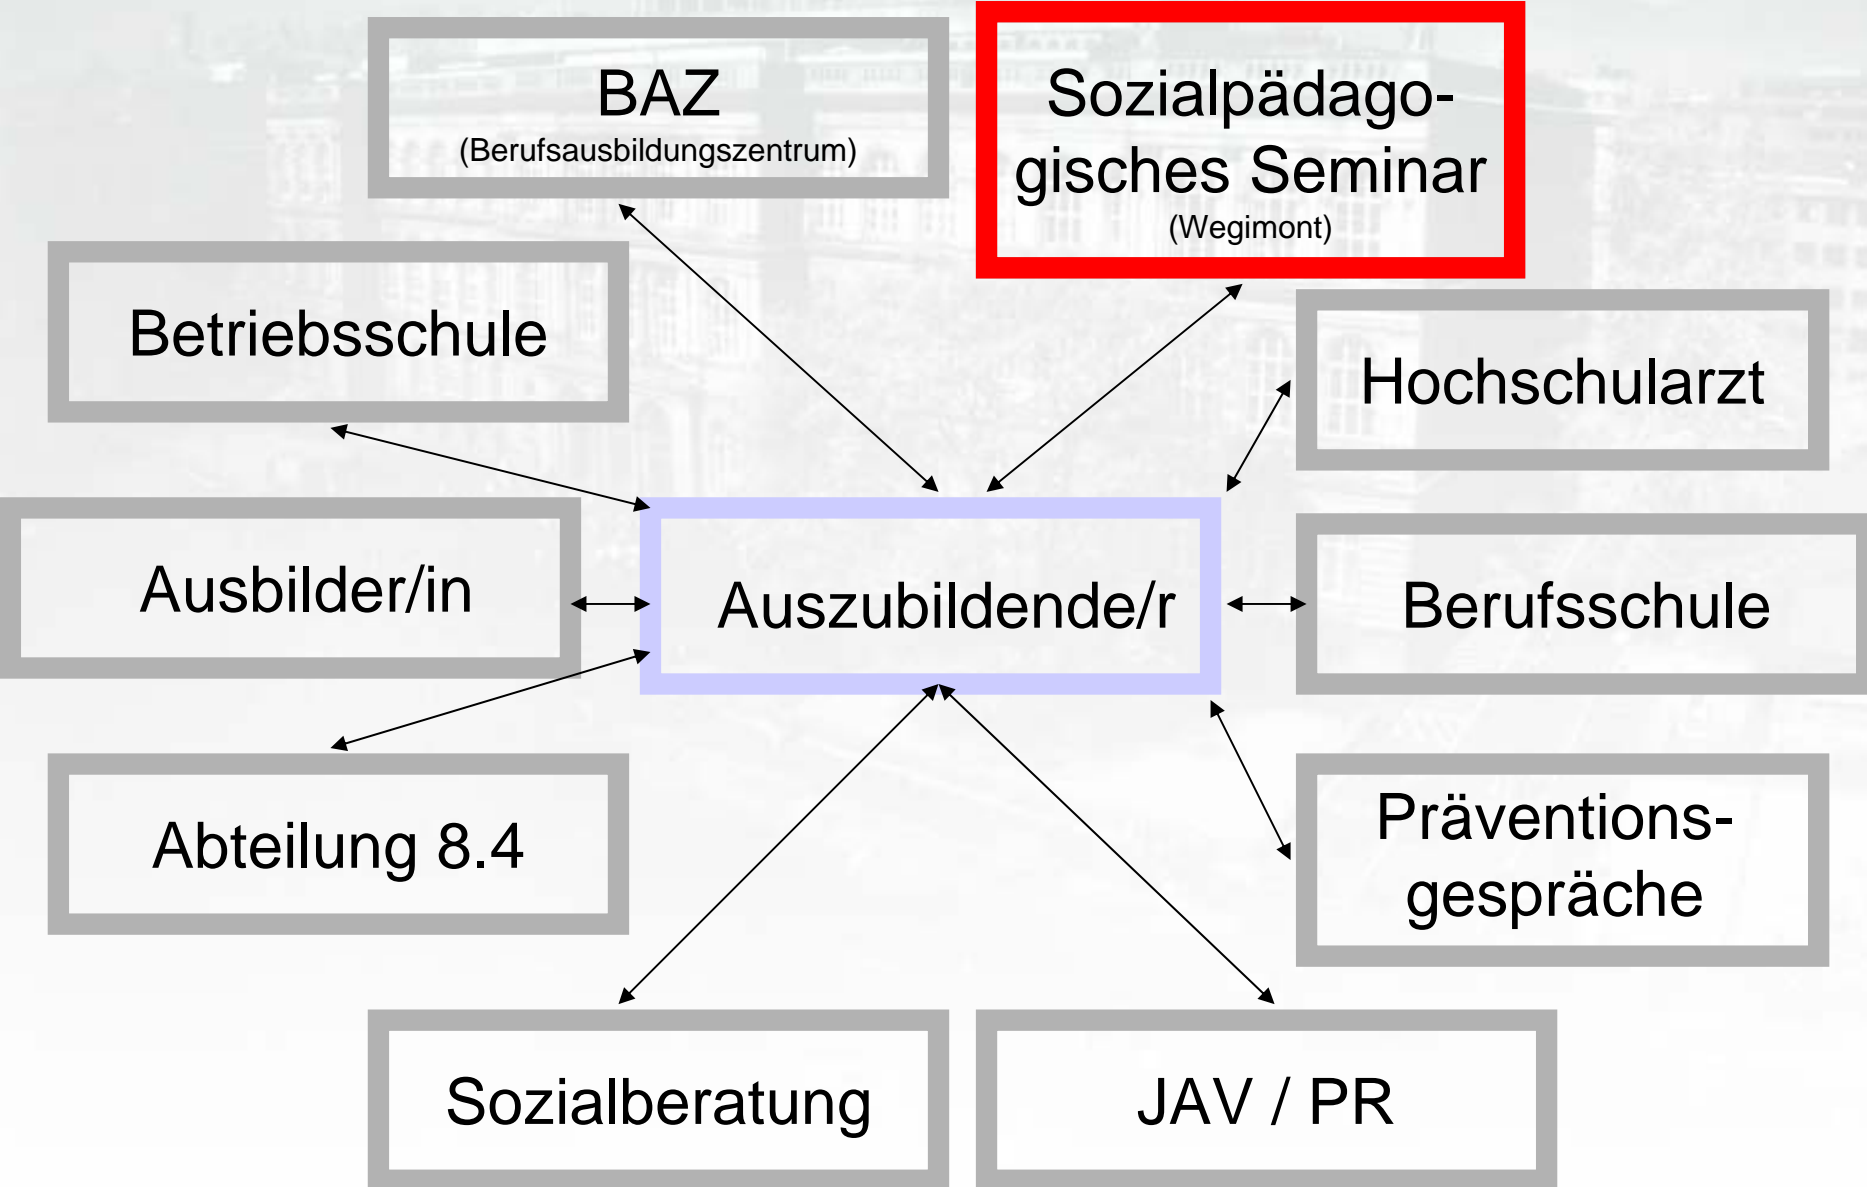 BAZ
(Berufsausbildungszentrum)
Sozialpädago-
gisches Seminar
(Wegimont)
Betriebsschule
Hochschularzt
Ausbilder/in
Auszubildende/r
Berufsschule
Abteilung 8.4
Präventions-
gespräche
Sozialberatung
JAV / PR